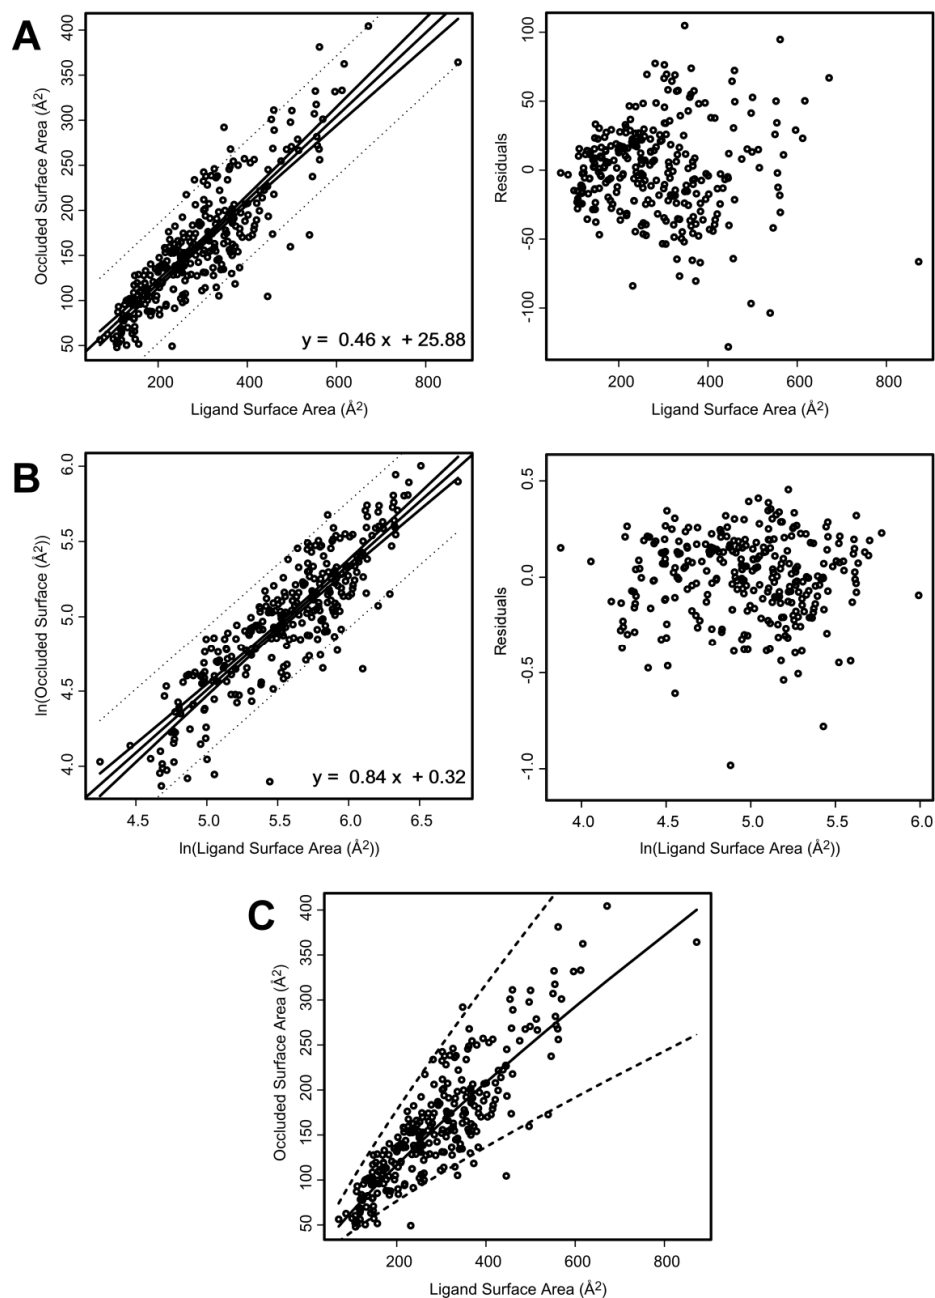 A
Occluded Surface Area (Å²)
50 100 150 200 250 300 350 400
y = 0.46 x + 25.88
200 400 600 800
Ligand Surface Area (Å²)
Residuals
-100 -50 0 50 100
200 400 600 800
Ligand Surface Area (Å²)
B
ln(Occluded Surface (Å²))
4.0 4.5 5.0 5.5 6.0
y = 0.84 x + 0.32
4.5 5.0 5.5 6.0 6.5
ln(Ligand Surface Area (Å²))
Residuals
-1.0 -0.5 0.0 0.5
4.0 4.5 5.0 5.5 6.0
ln(Ligand Surface Area (Å²))
C
Occluded Surface Area (Å²)
50 100 150 200 250 300 350 400
200 400 600 800
Ligand Surface Area (Å²)